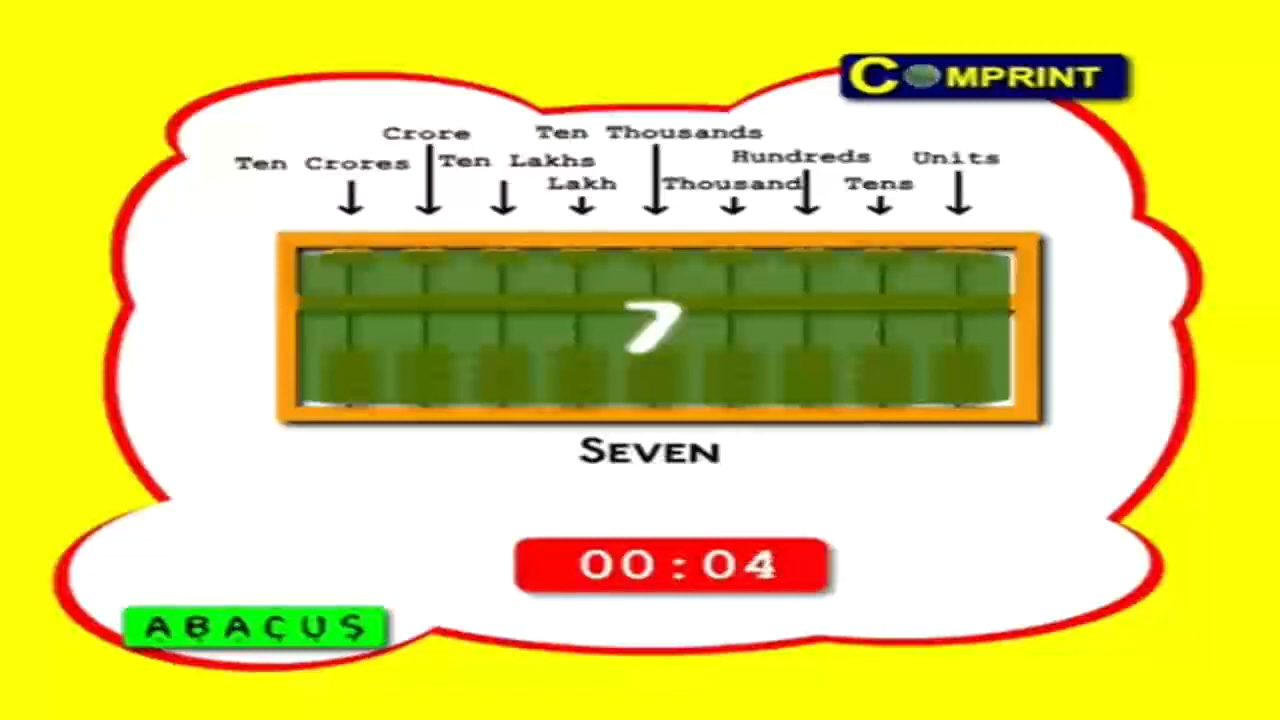 COMPRINT
Crore Ten Thousands
Ten Crores Ten Lakhs Hundreds Units
Lakh Thousand Tens
7
SEVEN
00:04
ABACUS